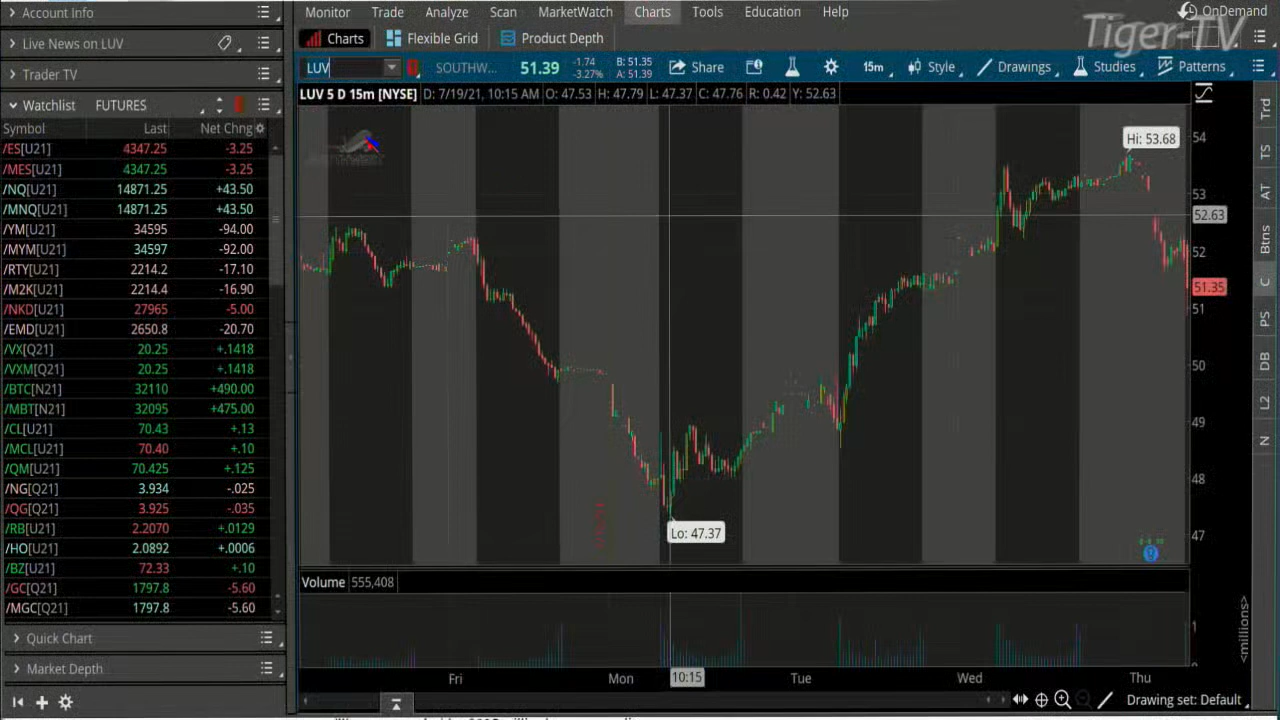 Account Info
Live News on LUV
Trader TV
Watchlist FUTURES
Symbol Last Net Chng
/ES[U21] 4347.25 -3.25
/MES[U21] 4347.25 -3.25
/NQ[U21] 14871.25 +43.50
/MNQ[U21] 14871.25 +43.50
/YM[U21] 34595 -94.00
/MYM[U21] 34597 -92.00
/RTY[U21] 2214.2 -17.10
/M2K[U21] 2214.4 -16.90
/NKD[U21] 27965 -5.00
/EMD[U21] 2650.8 -20.70
/VX[Q21] 20.25 +.1418
/VXM[Q21] 20.25 +.1418
/BTC[N21] 32110 +490.00
/MBT[N21] 32095 +475.00
/CL[U21] 70.43 +.13
/MCL[U21] 70.40 +.10
/QM[U21] 70.425 +.125
/NG[Q21] 3.934 -.025
/QG[Q21] 3.925 -.035
/RB[U21] 2.2070 +.0129
/HO[U21] 2.0892 +.0006
/BZ[U21] 72.33 +.10
/GC[Q21] 1797.8 -5.60
/MGC[Q21] 1797.8 -5.60
Quick Chart
Market Depth
Monitor Trade Analyze Scan MarketWatch Charts Tools Education Help
OnDemand
Tiger-TV
Charts Flexible Grid Product Depth
LUV SOUTHW... 51.39 -1.74 -3.27% B: 51.35 A: 51.39 Share 15m Style Drawings Studies Patterns
LUV 5 D 15m [NYSE] D: 7/19/21, 10:15 AM O: 47.53 H: 47.79 L: 47.37 C: 47.76 R: 0.42 Y: 52.63
Hi: 53.68
Lo: 47.37
54
53
52.63
52
51.35
51
50
49
48
47
Volume 555,408
1
0
<millions>
Fri Mon 10:15 Tue Wed Thu
Drawing set: Default
Trd
TS
AT
Btns
C
PS
DB
L2
N